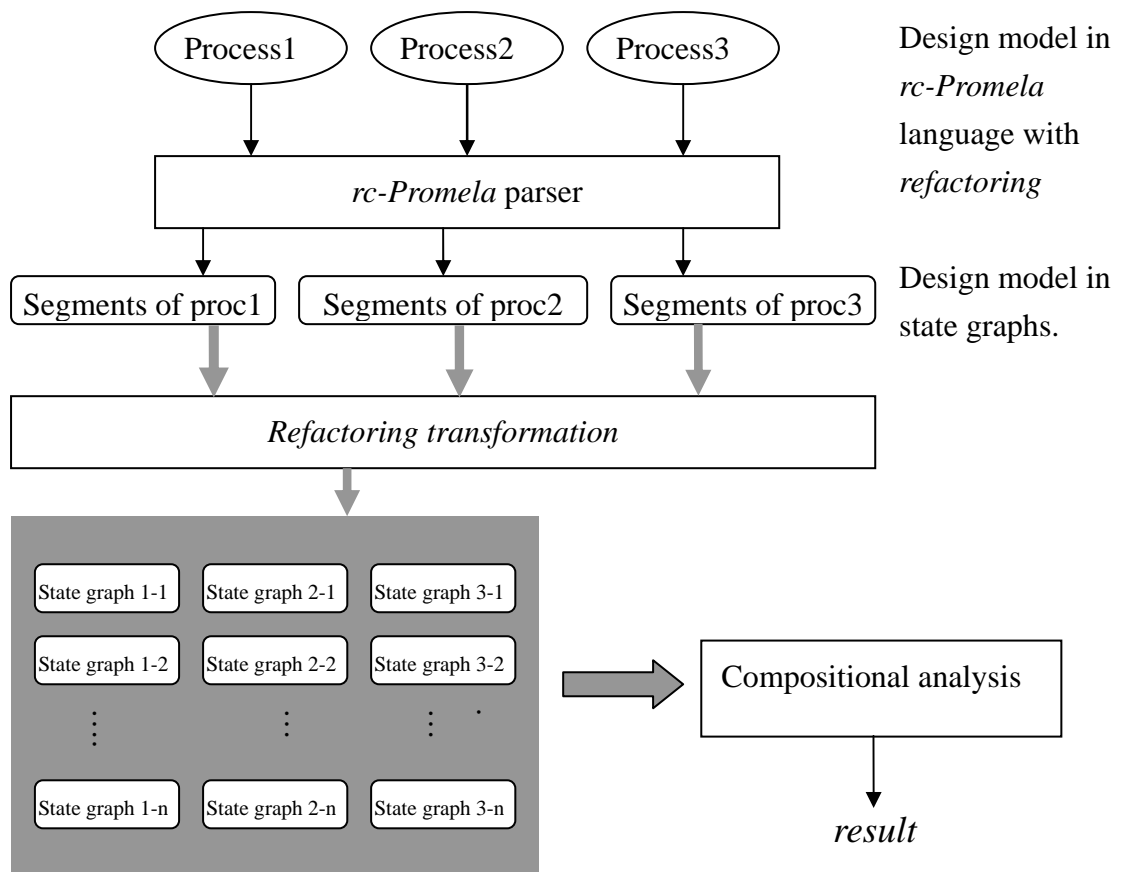 Process1 Process2 Process3
Design model in
rc-Promela
language with
refactoring
rc-Promela parser
Segments of proc1 Segments of proc2 Segments of proc3
Design model in
state graphs.
Refactoring transformation
State graph 1-1 State graph 2-1 State graph 3-1
State graph 1-2 State graph 2-2 State graph 3-2
State graph 1-n State graph 2-n State graph 3-n
Compositional analysis
result